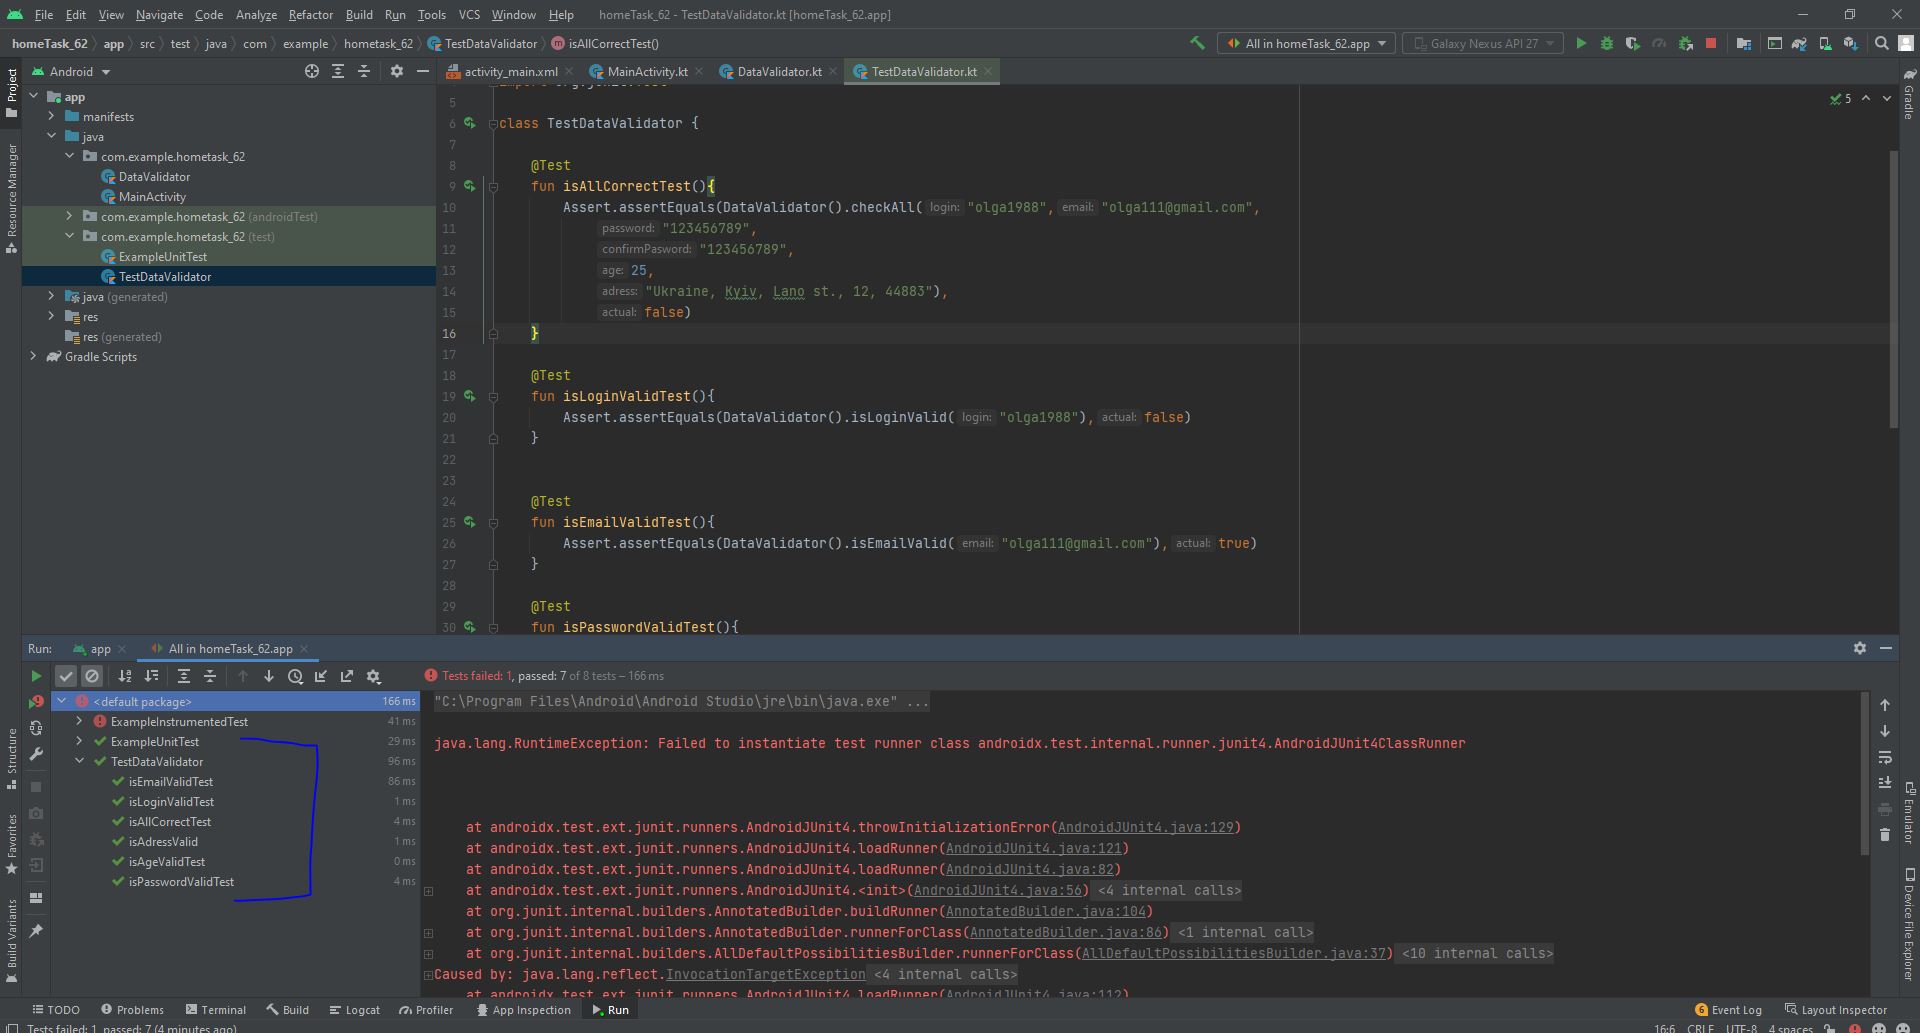 File Edit View Navigate Code Analyze Refactor Build Run Tools VCS Window Help homeTask_62 - TestDataValidator.kt [homeTask_62.app]
homeTask_62 app src test java com example hometask_62 TestDataValidator isAllCorrectTest() All in homeTask_62.app Galaxy Nexus API 27
Android activity_main.xml MainActivity.kt DataValidator.kt TestDataValidator.kt
Project
Resource Manager
Structure
Favorites
Build Variants
app
manifests
java
com.example.hometask_62
DataValidator
MainActivity
com.example.hometask_62 (androidTest)
com.example.hometask_62 (test)
ExampleUnitTest
TestDataValidator
java (generated)
res
res (generated)
Gradle Scripts
5
5
6 class TestDataValidator {
7
8 @Test
9 fun isAllCorrectTest(){
10 Assert.assertEquals(DataValidator().checkAll( login: "olga1988", email: "olga111@gmail.com",
11 password: "123456789",
12 confirmPasword: "123456789",
13 age: 25,
14 adress: "Ukraine, Kyiv, Lano st., 12, 44883"),
15 actual: false)
16 }
17
18 @Test
19 fun isLoginValidTest(){
20 Assert.assertEquals(DataValidator().isLoginValid( login: "olga1988"), actual: false)
21 }
22
23
24 @Test
25 fun isEmailValidTest(){
26 Assert.assertEquals(DataValidator().isEmailValid( email: "olga111@gmail.com"), actual: true)
27 }
28
29 @Test
30 fun isPasswordValidTest(){
Gradle
Emulator
Device File Explorer
Run: app All in homeTask_62.app
Tests failed: 1, passed: 7 of 8 tests – 166 ms
<default package> 166 ms
ExampleInstrumentedTest 41 ms
ExampleUnitTest 29 ms
TestDataValidator 96 ms
isEmailValidTest 86 ms
isLoginValidTest 1 ms
isAllCorrectTest 4 ms
isAdressValid 1 ms
isAgeValidTest 0 ms
isPasswordValidTest 4 ms
"C:\Program Files\Android\Android Studio\jre\bin\java.exe" ...
java.lang.RuntimeException: Failed to instantiate test runner class androidx.test.internal.runner.junit4.AndroidJUnit4ClassRunner
at androidx.test.ext.junit.runners.AndroidJUnit4.throwInitializationError(AndroidJUnit4.java:129)
at androidx.test.ext.junit.runners.AndroidJUnit4.loadRunner(AndroidJUnit4.java:121)
at androidx.test.ext.junit.runners.AndroidJUnit4.loadRunner(AndroidJUnit4.java:82)
at androidx.test.ext.junit.runners.AndroidJUnit4.<init>(AndroidJUnit4.java:56) <4 internal calls>
at org.junit.internal.builders.AnnotatedBuilder.buildRunner(AnnotatedBuilder.java:104)
at org.junit.internal.builders.AnnotatedBuilder.runnerForClass(AnnotatedBuilder.java:86) <1 internal call>
at org.junit.internal.builders.AllDefaultPossibilitiesBuilder.runnerForClass(AllDefaultPossibilitiesBuilder.java:37) <10 internal calls>
Caused by: java.lang.reflect.InvocationTargetException <4 internal calls>
at androidx.test.ext.junit.runners.AndroidJUnit4.loadRunner(AndroidJUnit4.java:112)
TODO Problems Terminal Build Logcat Profiler App Inspection Run 6 Event Log Layout Inspector
Tests failed: 1, passed: 7 (4 minutes ago) 16:6 CRLF UTF-8 4 spaces